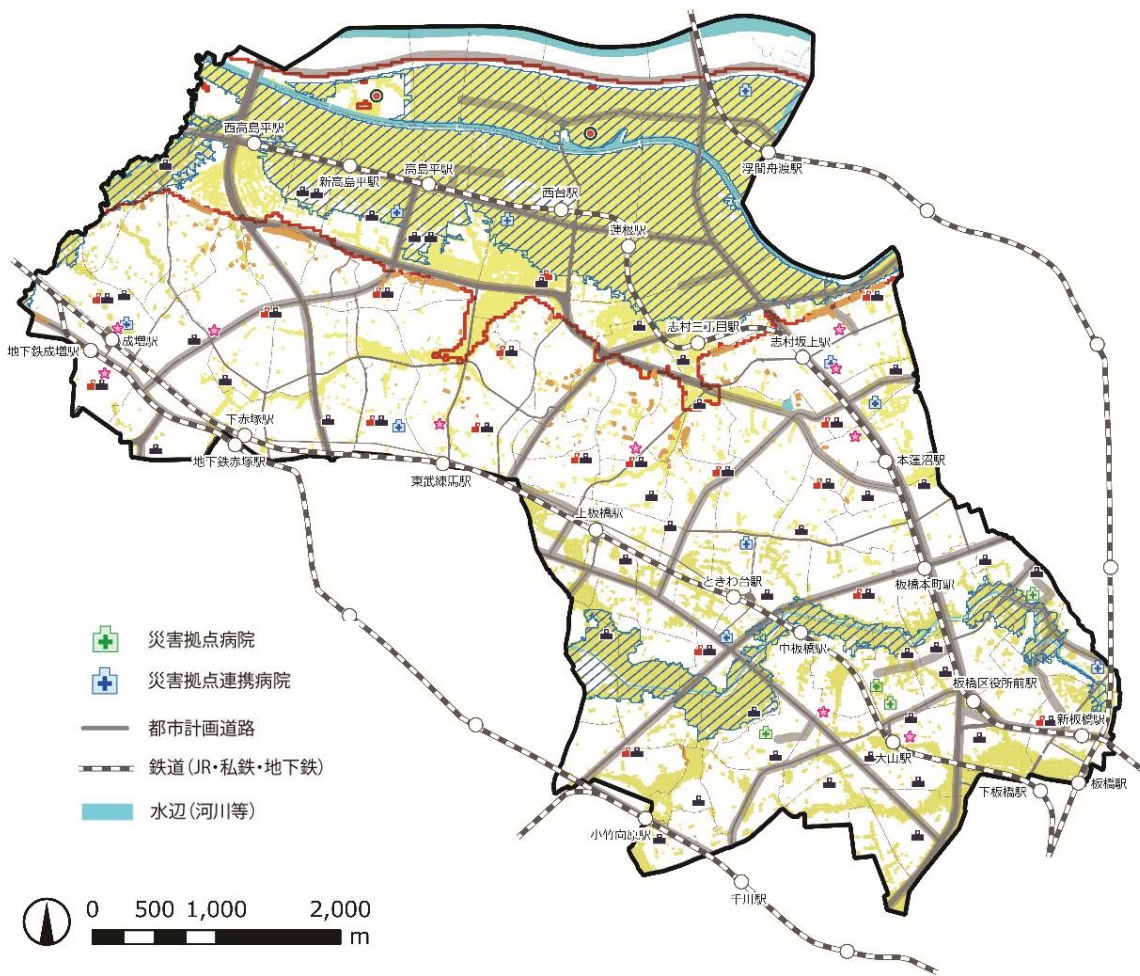 西高島平駅
新高島平駅
高島平駅
西台駅
蓮根駅
浮間舟渡駅
志村三丁目駅
志村坂上駅
成増駅
地下鉄成増駅
下赤塚駅
地下鉄赤塚駅
東武練馬駅
本蓮沼駅
上板橋駅
ときわ台駅
板橋本町駅
中板橋駅
板橋区役所前駅
新板橋駅
大山駅
下板橋駅
板橋駅
小竹向原駅
千川駅
災害拠点病院
災害拠点連携病院
都市計画道路
鉄道(JR・私鉄・地下鉄)
水辺(河川等)
0 500 1,000 2,000
m